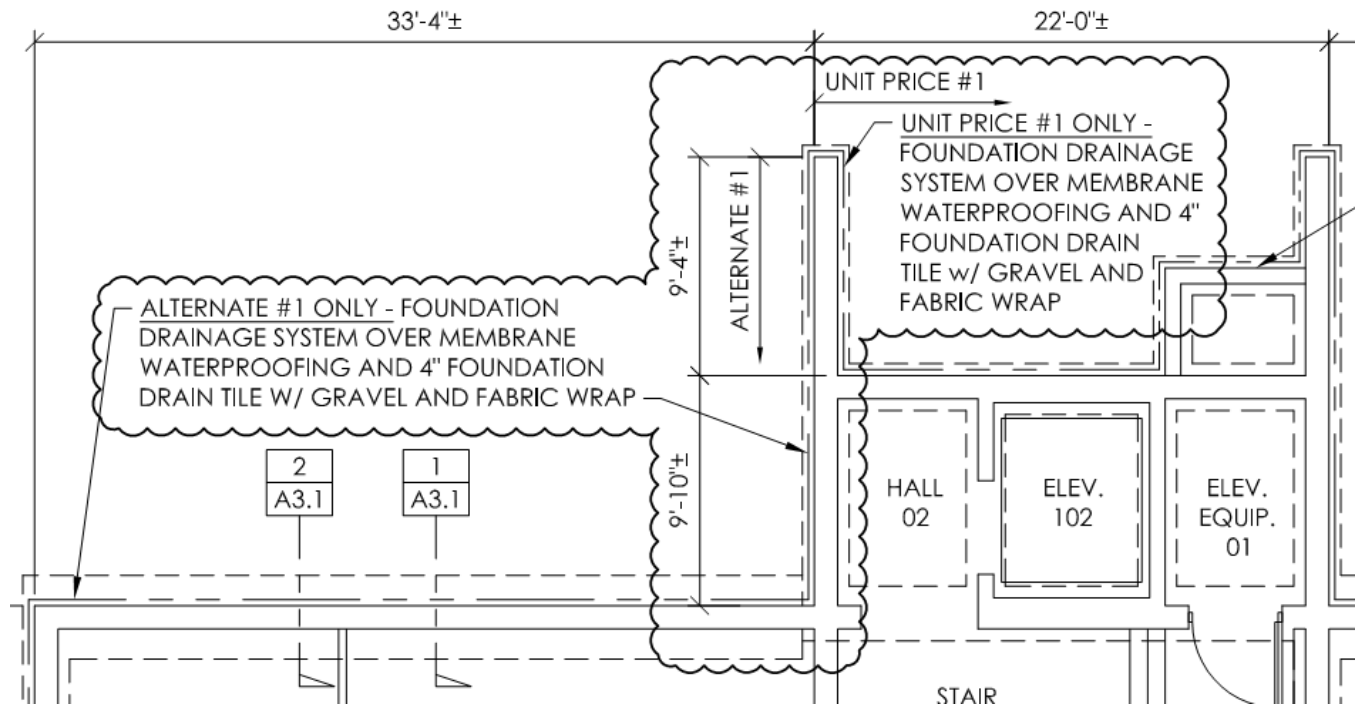 33'-4"±
22'-0"±
UNIT PRICE #1
UNIT PRICE #1 ONLY -
FOUNDATION DRAINAGE
SYSTEM OVER MEMBRANE
WATERPROOFING AND 4"
FOUNDATION DRAIN
TILE w/ GRAVEL AND
FABRIC WRAP
ALTERNATE #1
9'-4"±
ALTERNATE #1 ONLY - FOUNDATION
DRAINAGE SYSTEM OVER MEMBRANE
WATERPROOFING AND 4" FOUNDATION
DRAIN TILE W/ GRAVEL AND FABRIC WRAP
9'-10"±
2
A3.1
1
A3.1
HALL
02
ELEV.
102
ELEV.
EQUIP.
01
STAIR